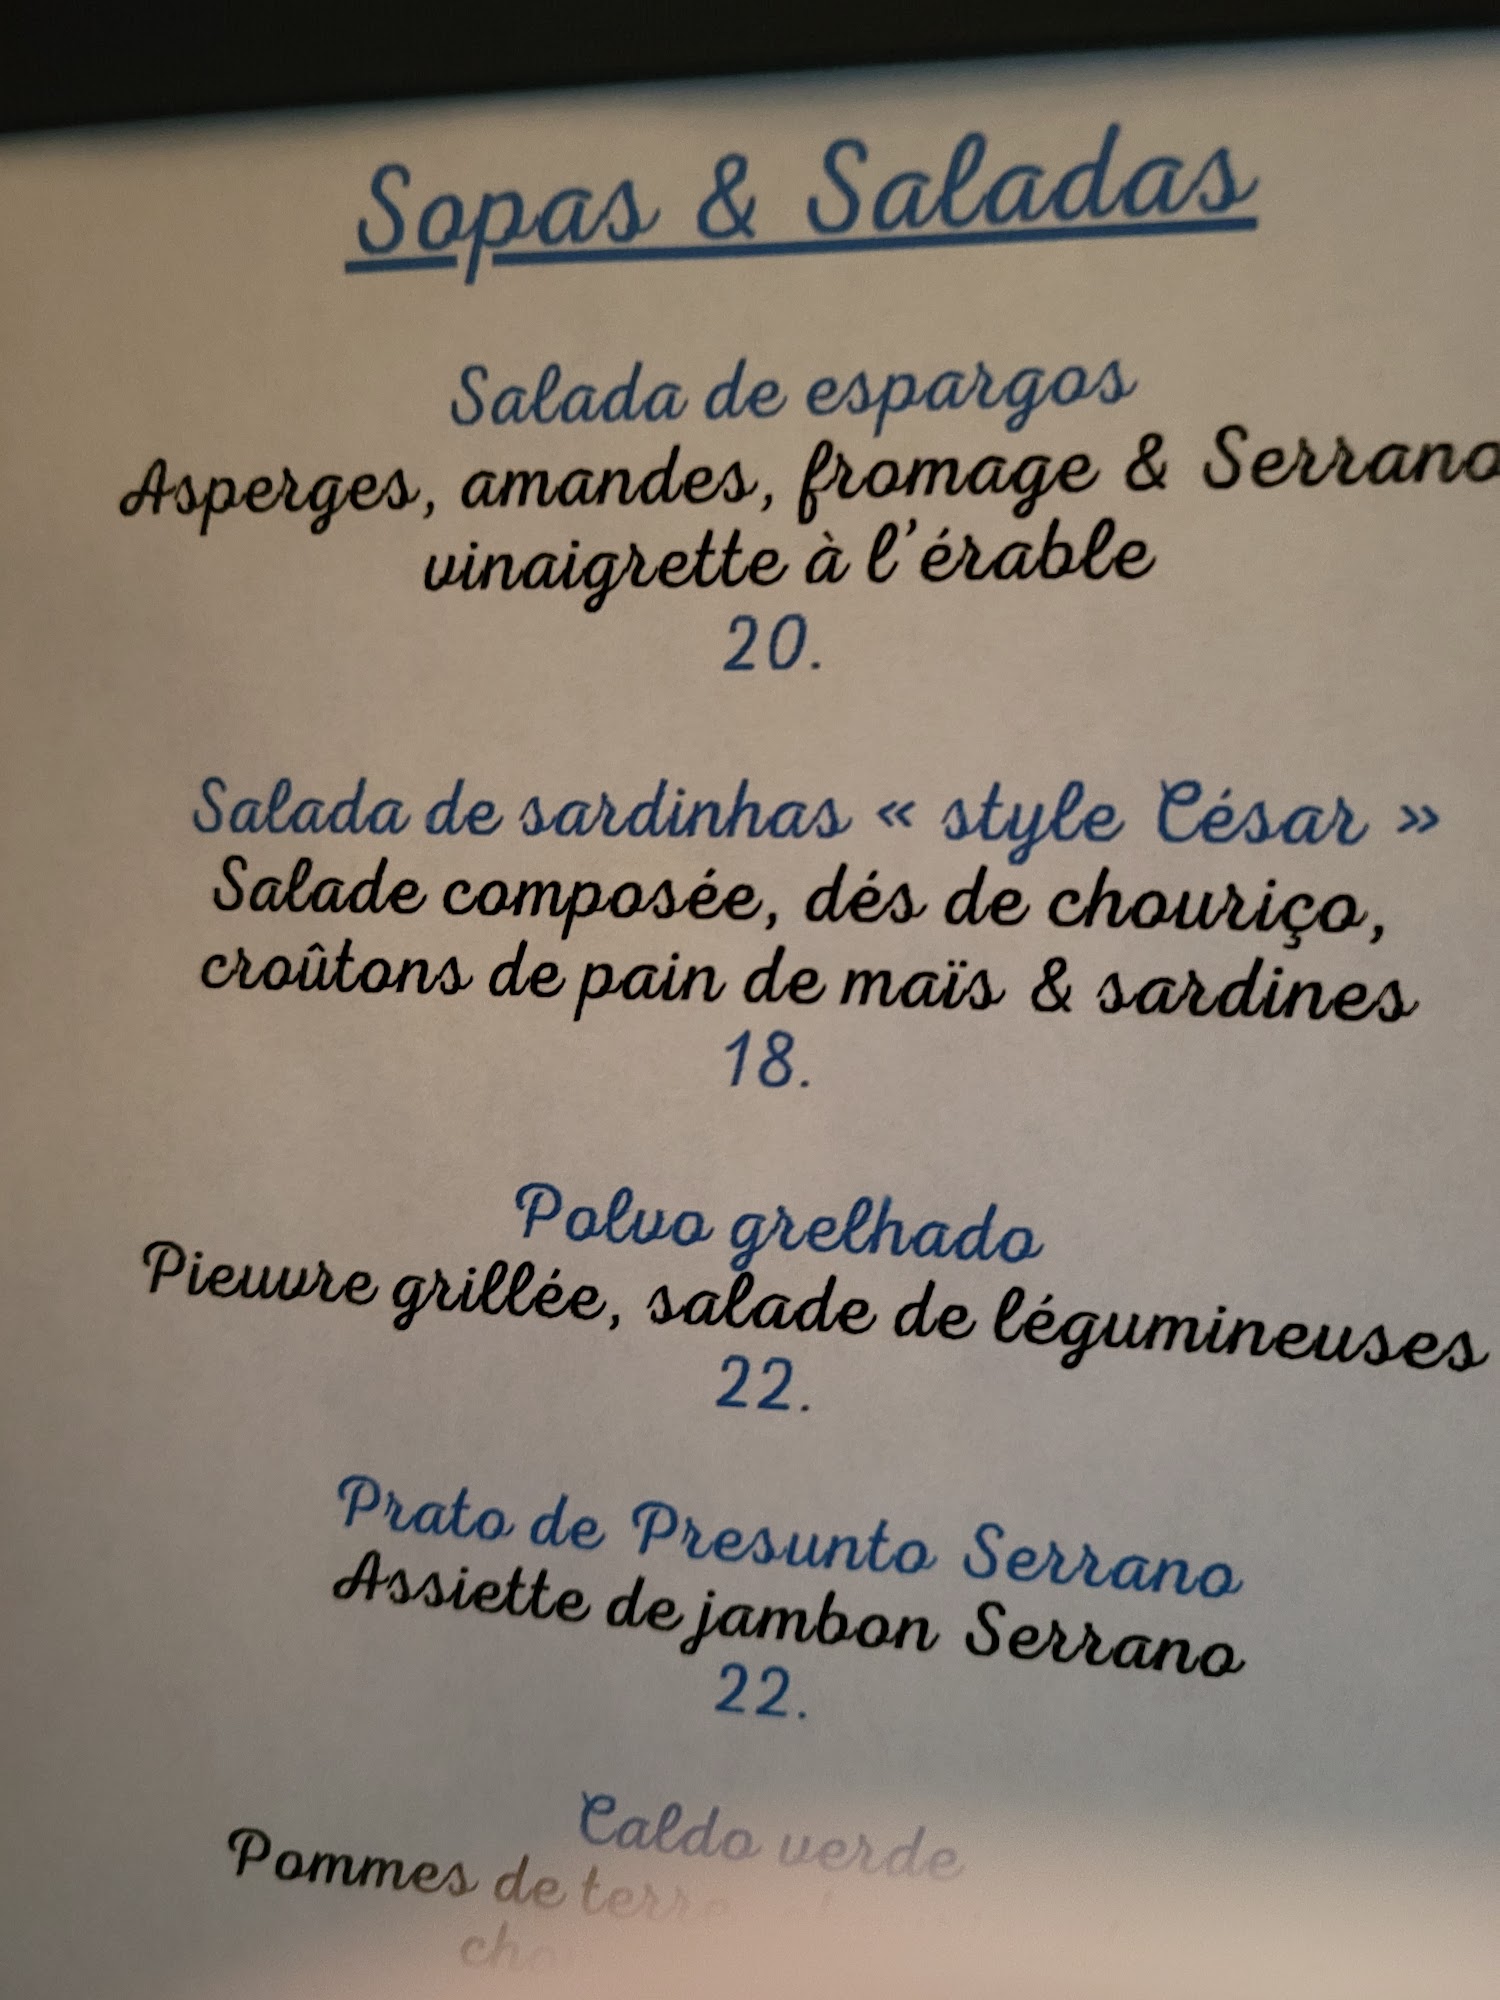 Sopas & Saladas
Salada de espargos
Asperges, amandes, fromage & Serrano
vinaigrette à l'érable
20.
Salada de sardinhas « style César »
Salade composée, dés de chouriço,
croûtons de pain de maïs & sardines
18.
Polvo grelhado
Pieuvre grillée, salade de légumineuses
22.
Prato de Presunto Serrano
Assiette de jambon Serrano
22.
Caldo verde
Pommes de terre